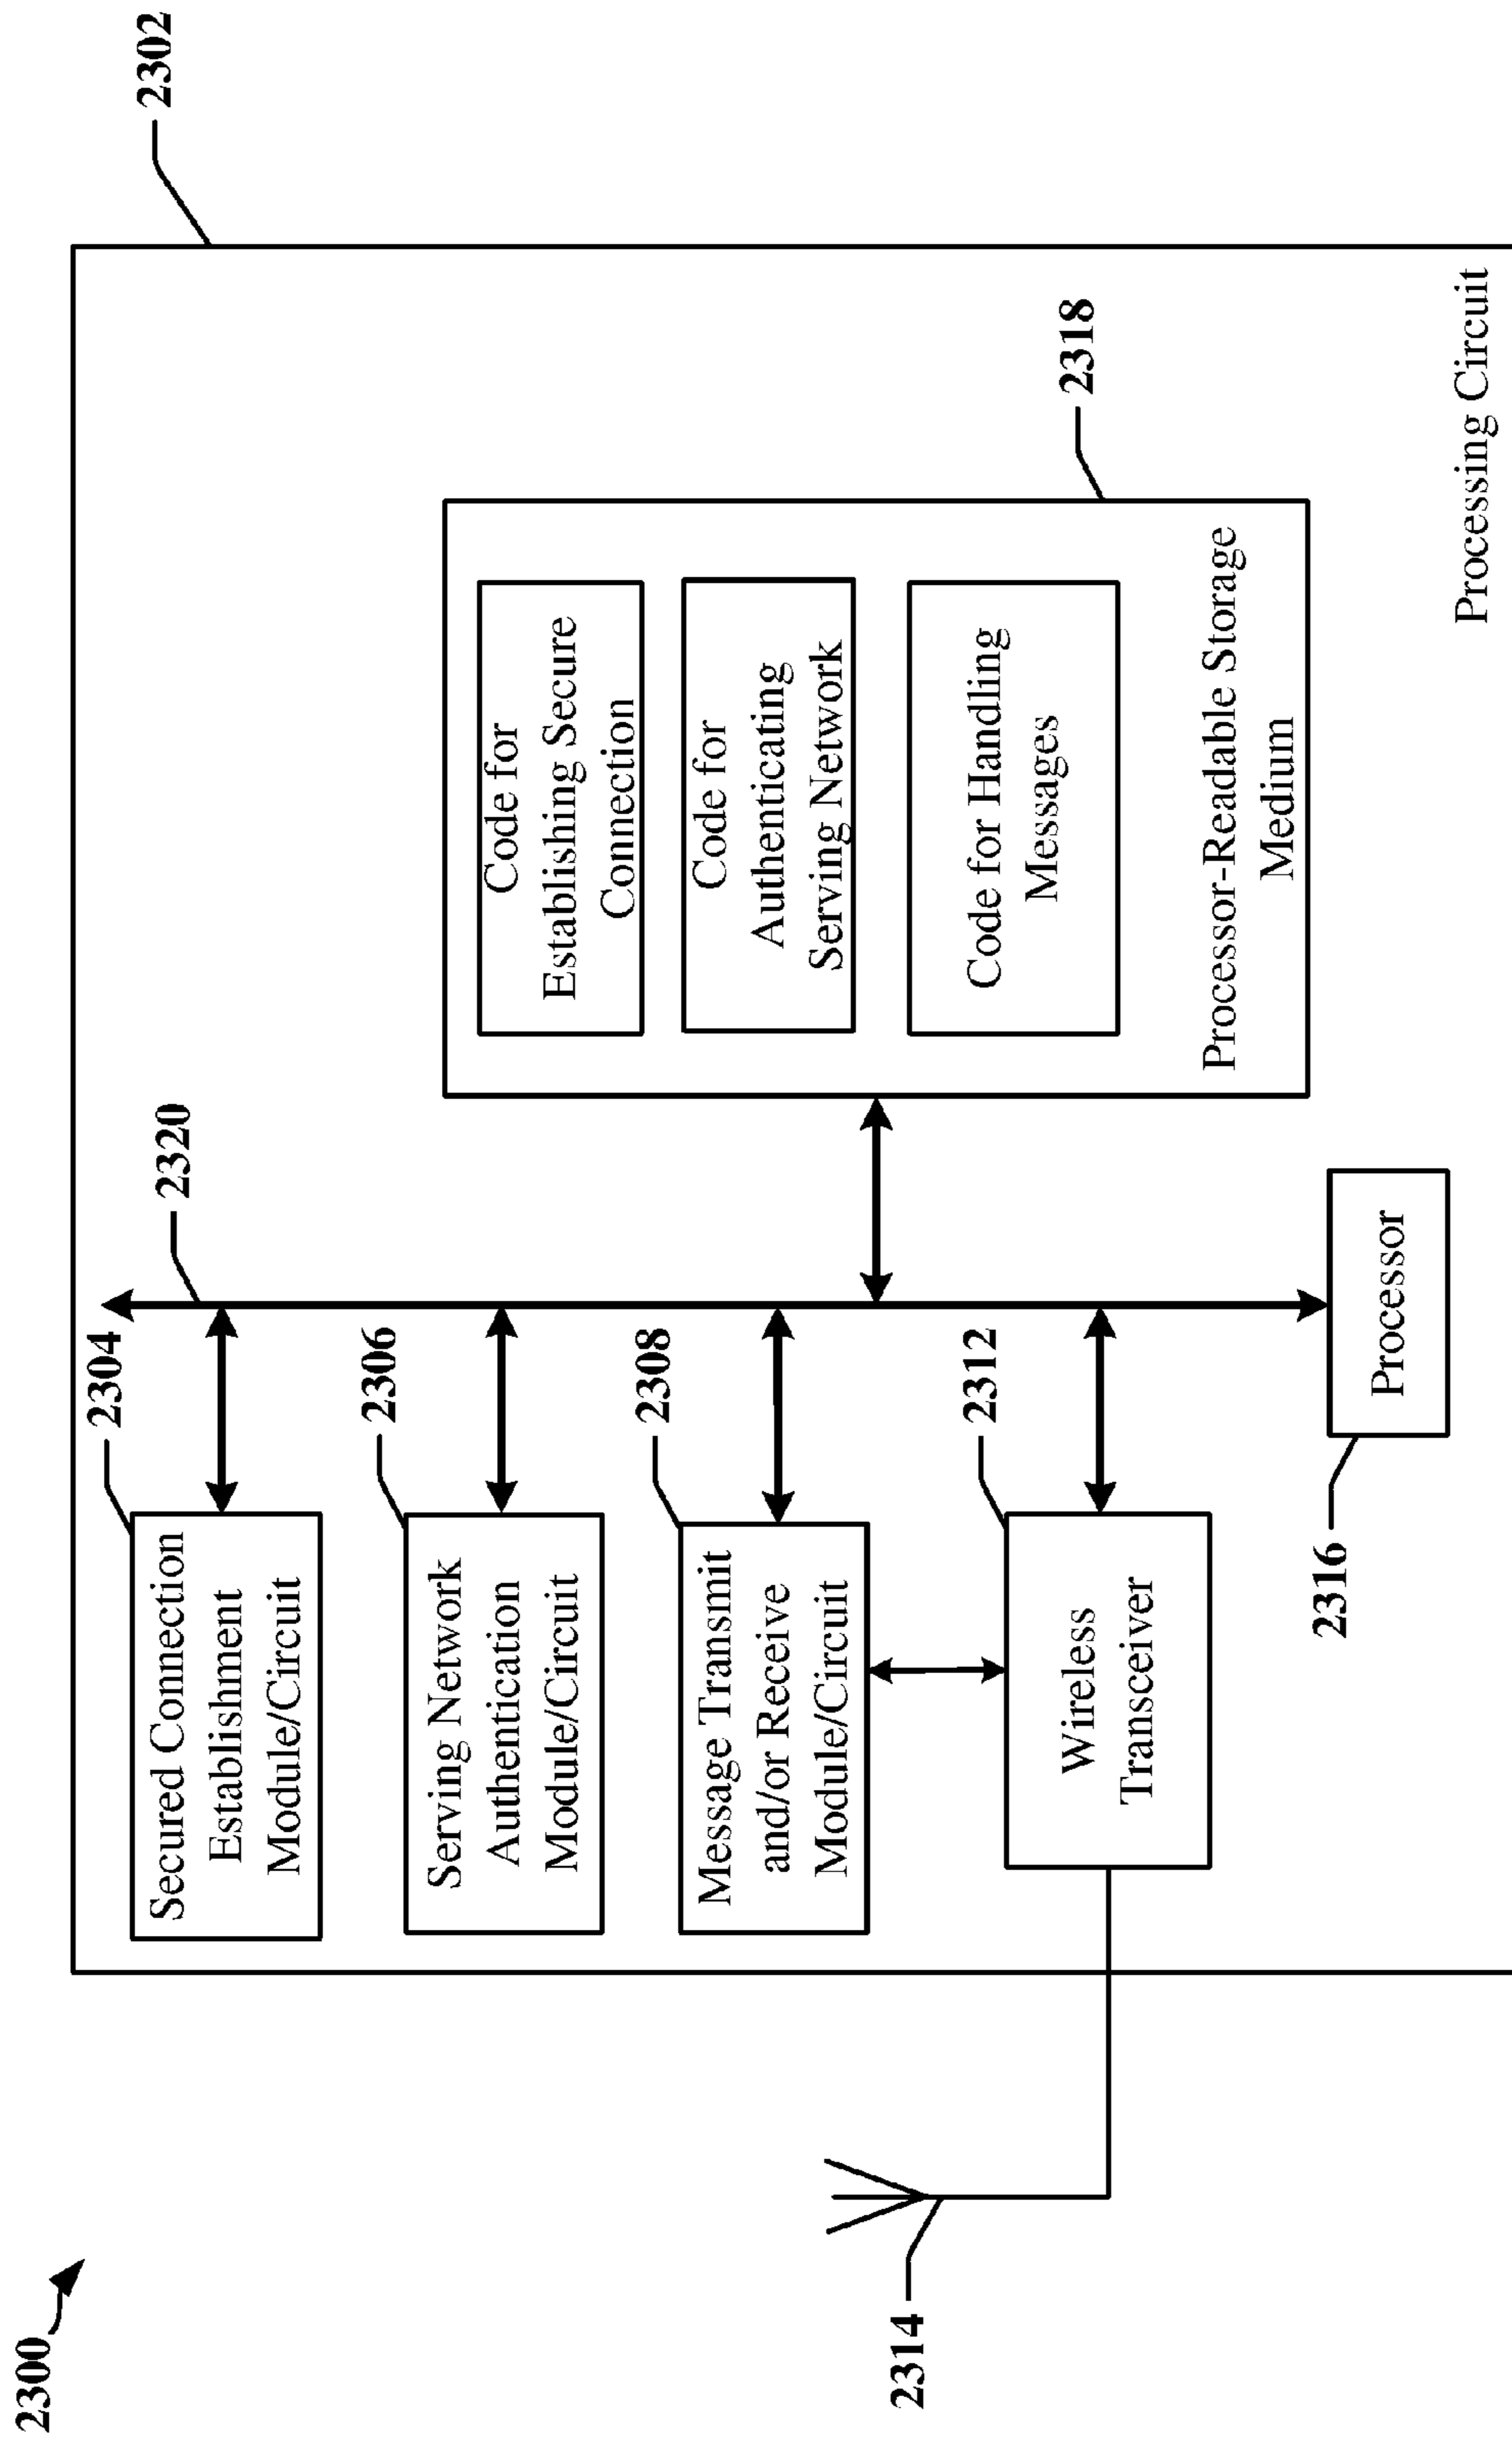 2300
2302
2304
Secured Connection
Establishment
Module/Circuit
2306
Serving Network
Authentication
Module/Circuit
2308
Message Transmit
and/or Receive
Module/Circuit
2312
Wireless
Transceiver
2314
2316
Processor
2320
2318
Code for
Establishing Secure
Connection
Code for
Authenticating
Serving Network
Code for Handling
Messages
Processor-Readable Storage
Medium
Processing Circuit